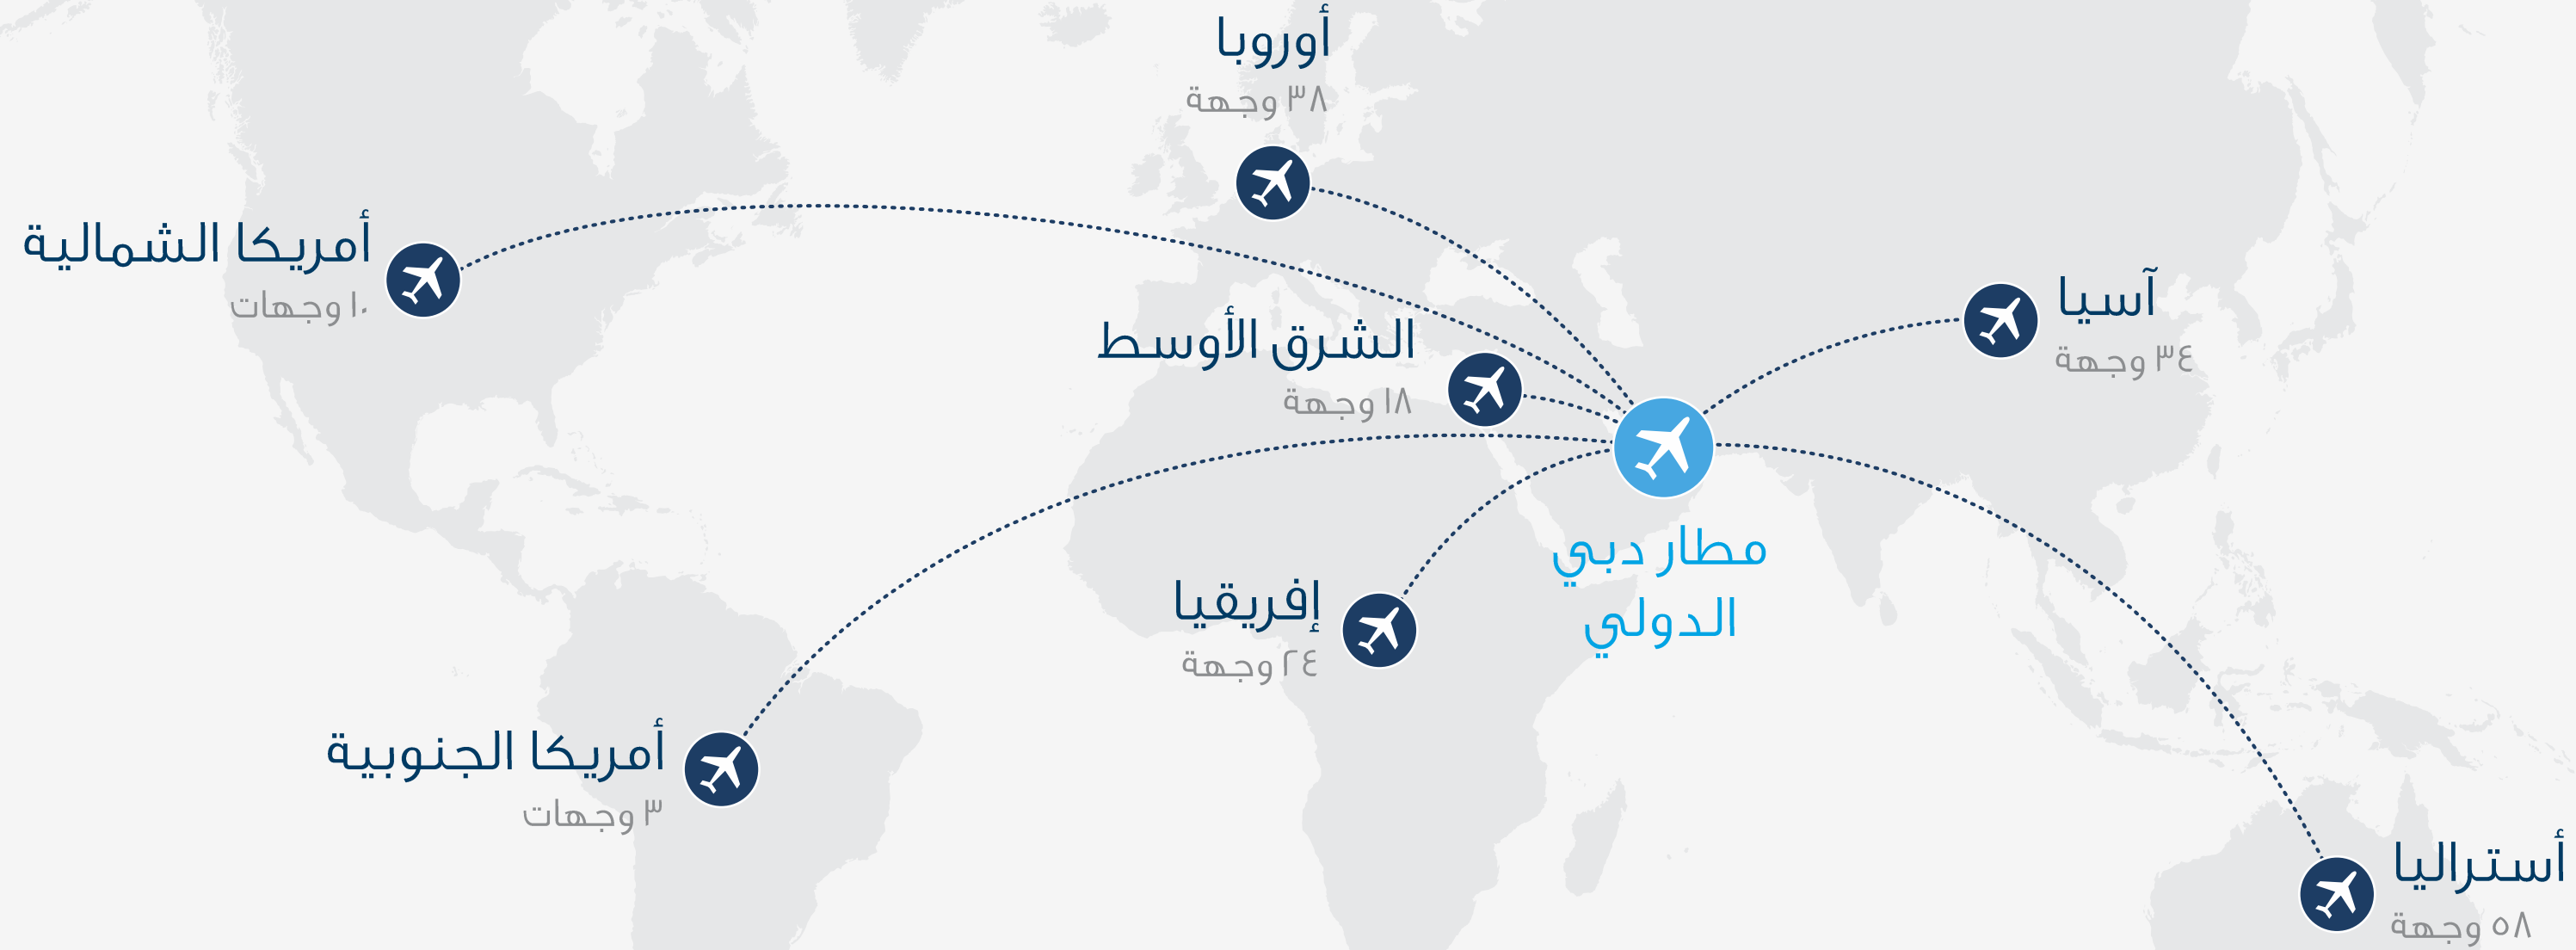 أوروبا
٣٨ وجهة
أمريكا الشمالية
١٠ وجهات
آسيا
٣٤ وجهة
الشرق الأوسط
١٨ وجهة
مطار دبي
الدولي
إفريقيا
٢٤ وجهة
أمريكا الجنوبية
٣ وجهات
أستراليا
٥٨ وجهة